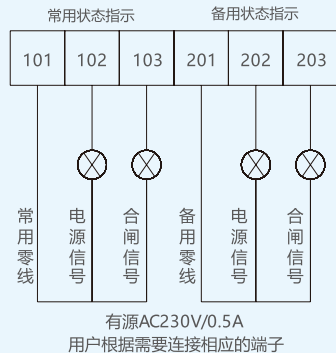 常用状态指示 备用状态指示
101 102 103 201 202 203
常用零线 电源信号 合闸信号 备用零线 电源信号 合闸信号
有源AC230V/0.5A
用户根据需要连接相应的端子